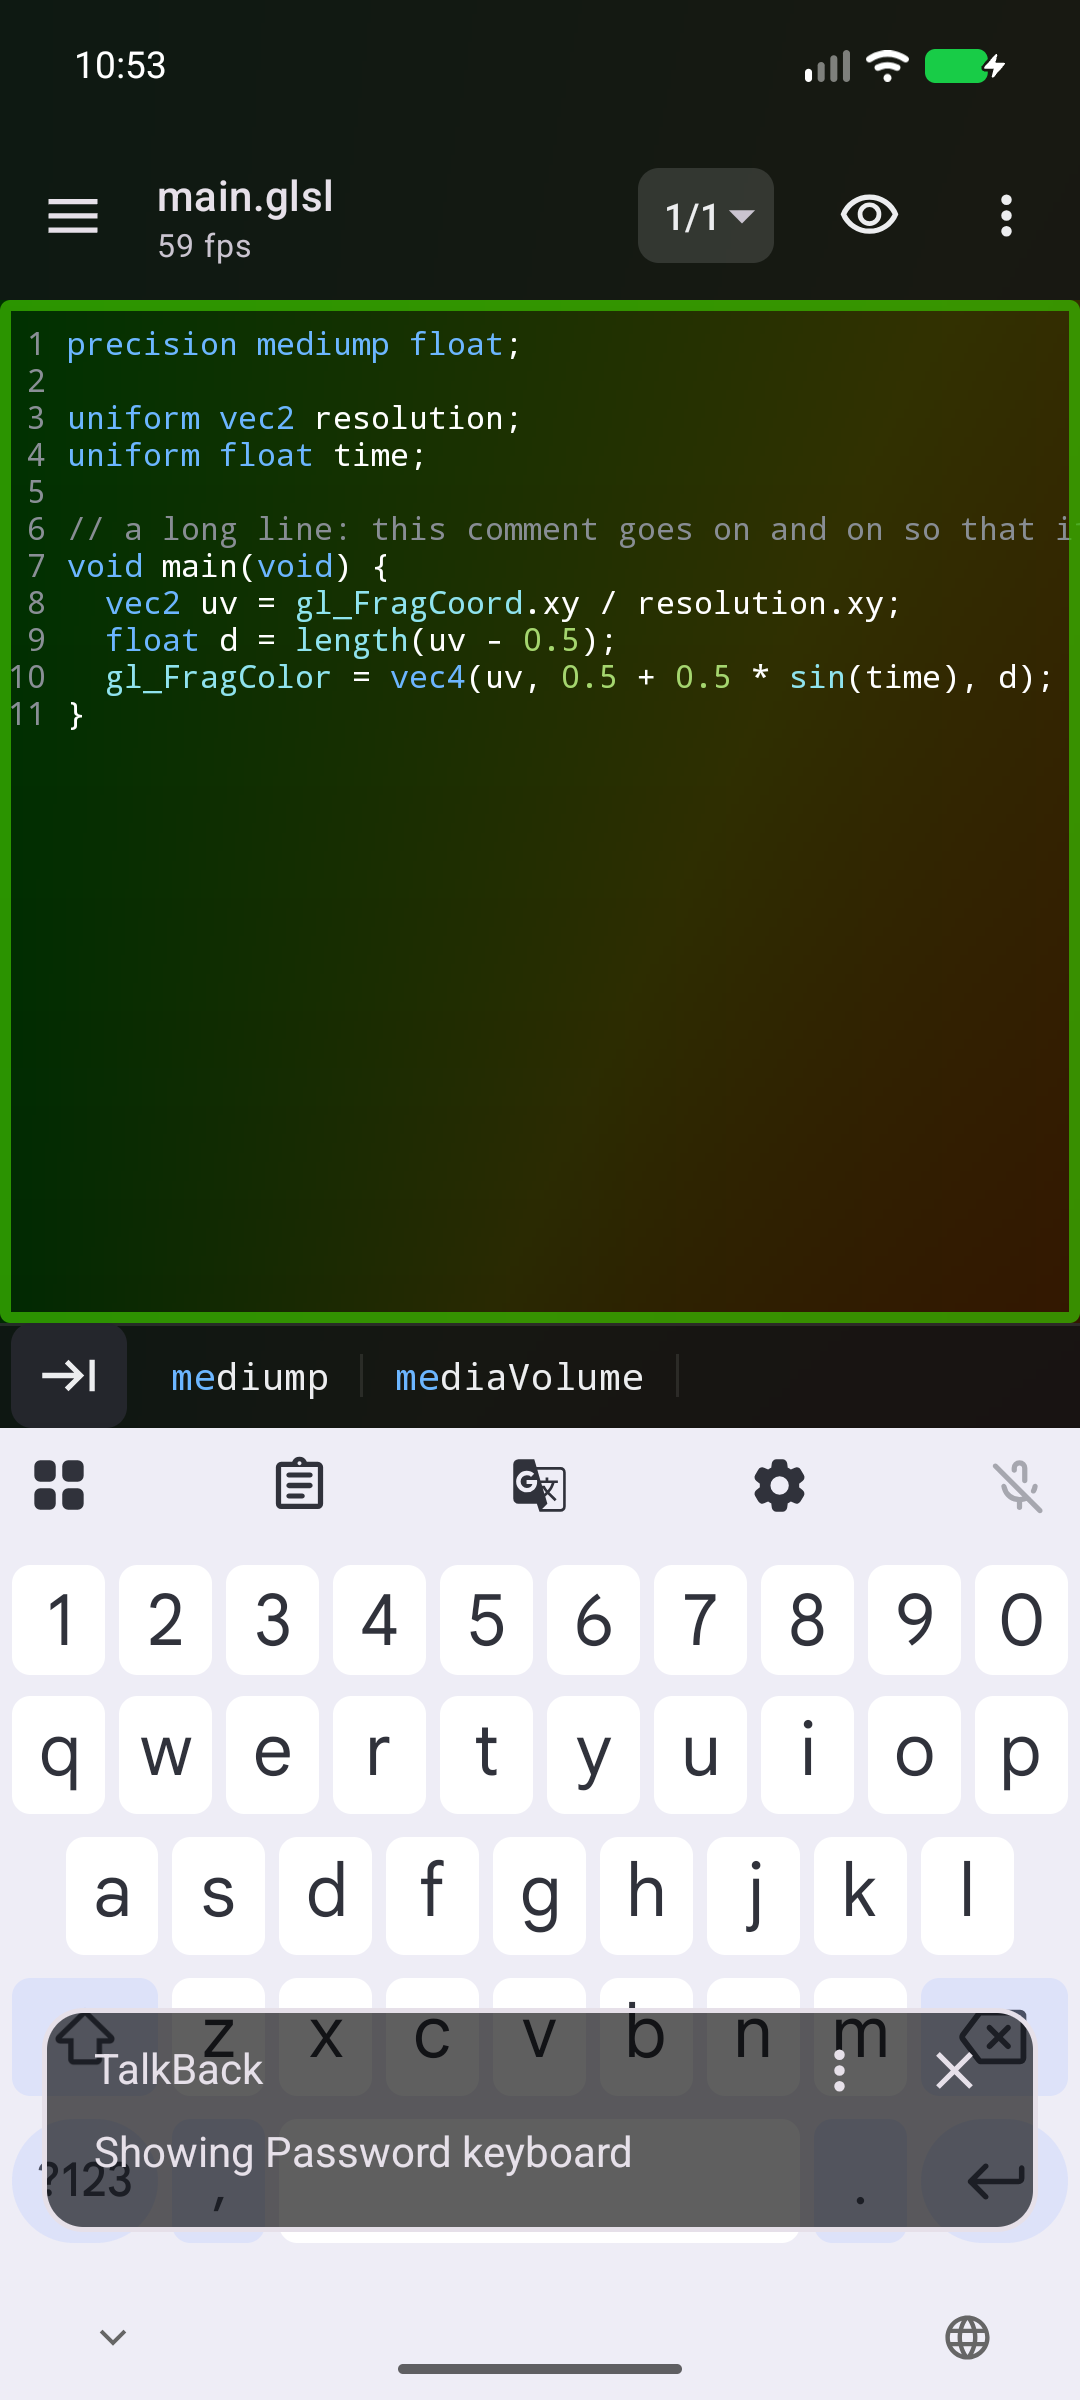 10:53
main.glsl
59 fps
1/1
1 precision mediump float;
2
3 uniform vec2 resolution;
4 uniform float time;
5
6 // a long line: this comment goes on and on so that i
7 void main(void) {
8   vec2 uv = gl_FragCoord.xy / resolution.xy;
9   float d = length(uv - 0.5);
10   gl_FragColor = vec4(uv, 0.5 + 0.5 * sin(time), d);
11 }
mediump mediaVolume
G 文
1 2 3 4 5 6 7 8 9 0
q w e r t y u i o p
a s d f g h j k l
z x c v b n m
TalkBack
Showing Password keyboard
?123 , .